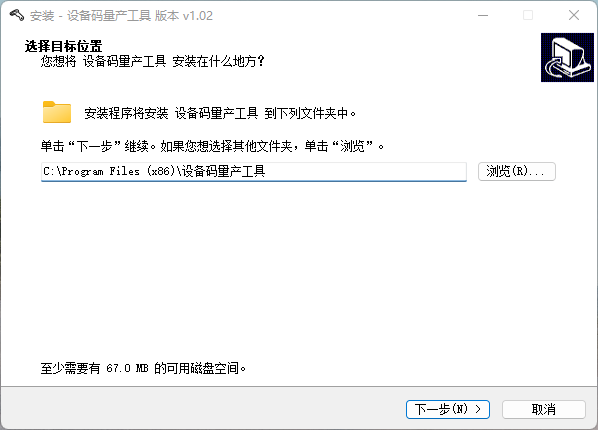 安装 - 设备码量产工具 版本 v1.02
选择目标位置
您想将 设备码量产工具 安装在什么地方？
安装程序将安装 设备码量产工具 到下列文件夹中。
单击“下一步”继续。如果您想选择其他文件夹，单击“浏览”。
C:\Program Files (x86)\设备码量产工具
浏览(R)...
至少需要有 67.0 MB 的可用磁盘空间。
下一步(N) >
取消